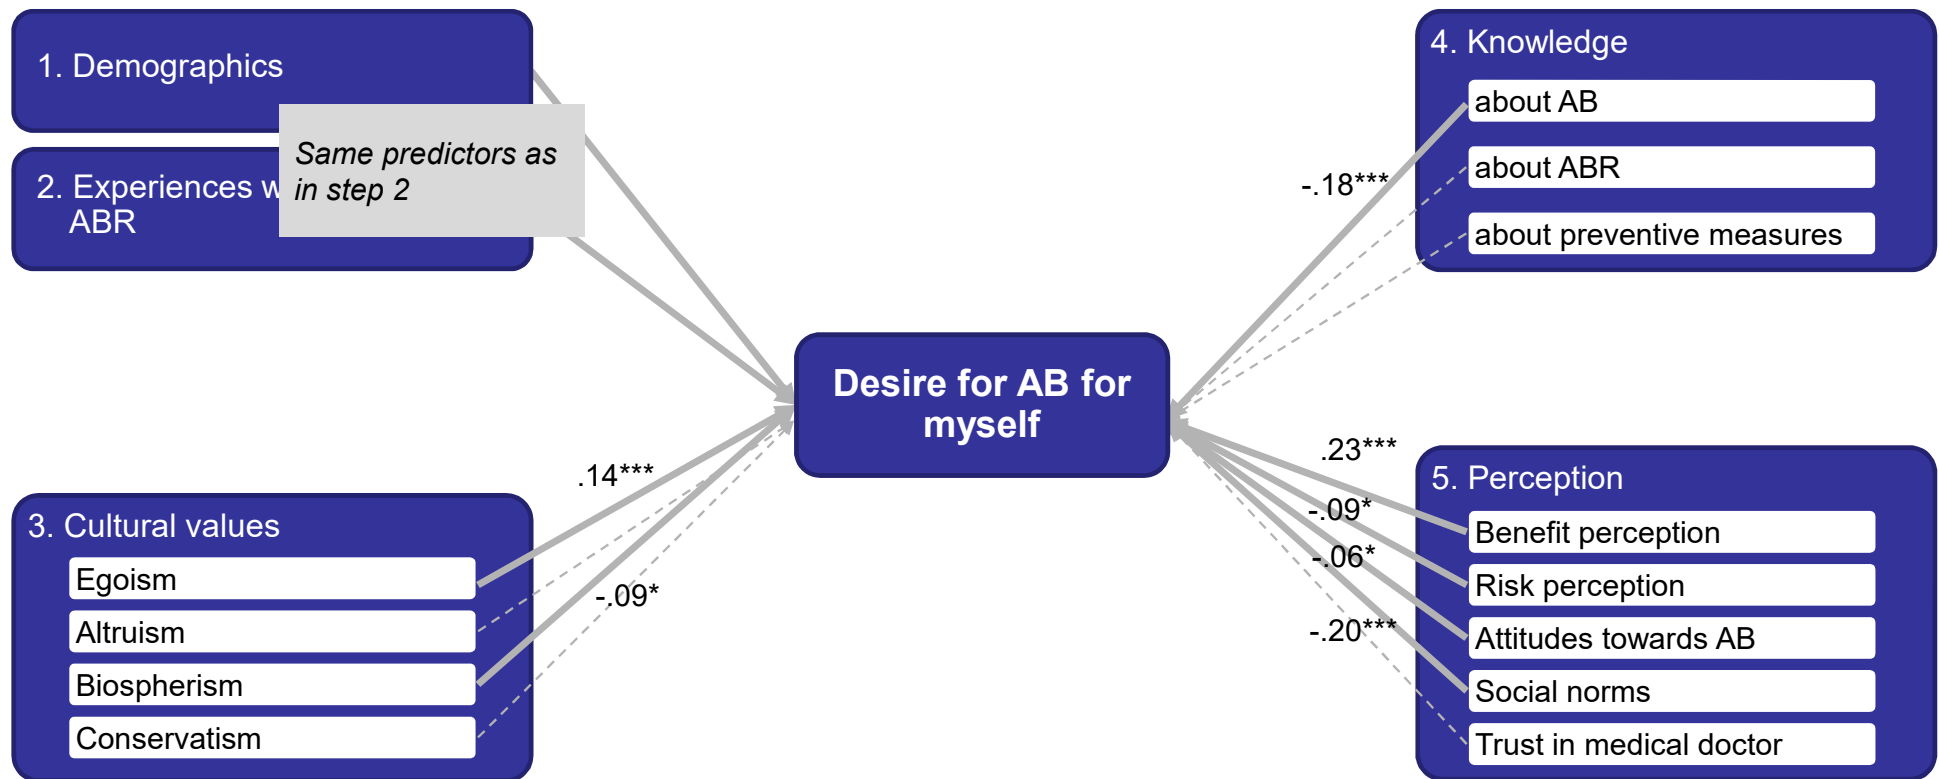 1. Demographics
2. Experiences w
ABR
Same predictors as
in step 2
3. Cultural values
Egoism
Altruism
Biospherism
Conservatism
.14***
-.09*
Desire for AB for
myself
4. Knowledge
about AB
about ABR
about preventive measures
-.18***
5. Perception
Benefit perception
Risk perception
Attitudes towards AB
Social norms
Trust in medical doctor
.23***
-.09*
-.06*
-.20***